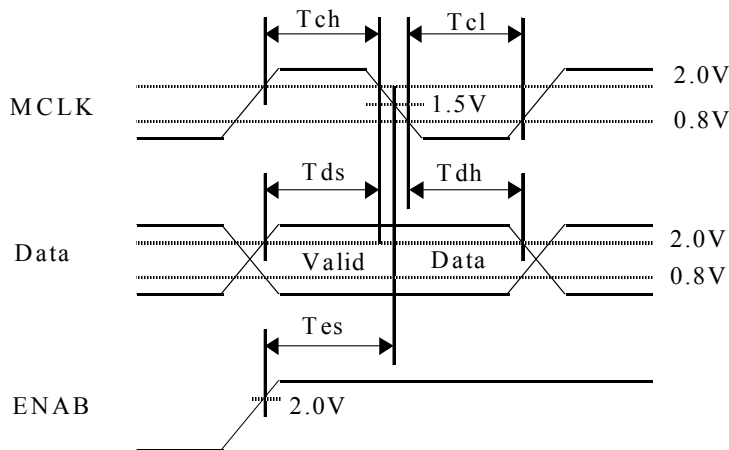 Tch Tcl
MCLK
2.0V
1.5V
0.8V
Tds Tdh
Data
2.0V
Valid Data
0.8V
Tes
ENAB
2.0V